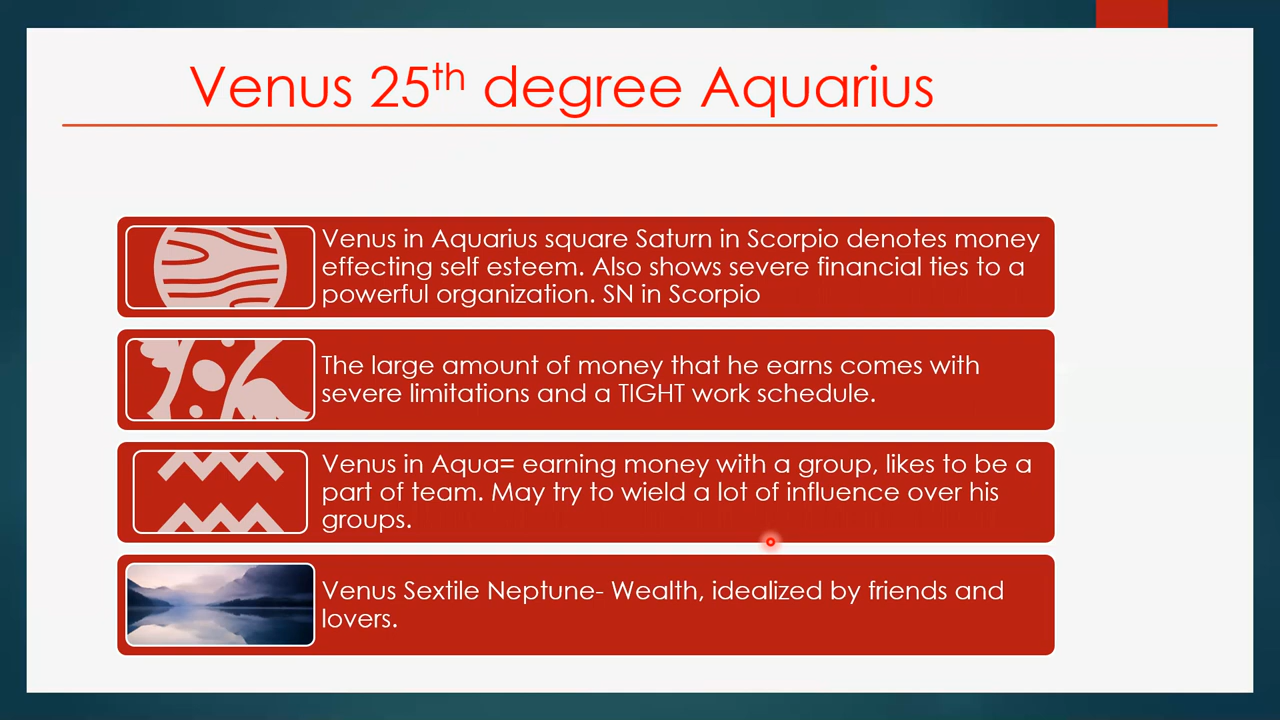 Venus 25th degree Aquarius
Venus in Aquarius square Saturn in Scorpio denotes money
effecting self esteem. Also shows severe financial ties to a
powerful organization. SN in Scorpio
The large amount of money that he earns comes with
severe limitations and a TIGHT work schedule.
Venus in Aqua= earning money with a group, likes to be a
part of team. May try to wield a lot of influence over his
groups.
Venus Sextile Neptune- Wealth, idealized by friends and
lovers.